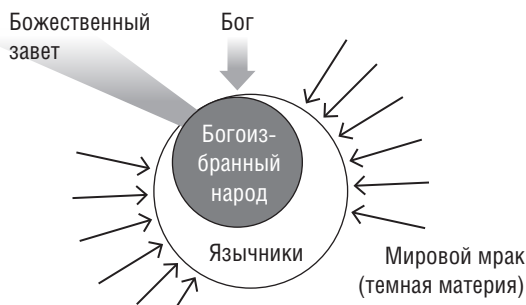 Божественный
завет
Бог
Богоиз-
бранный
народ
Язычники
Мировой мрак
(темная материя)